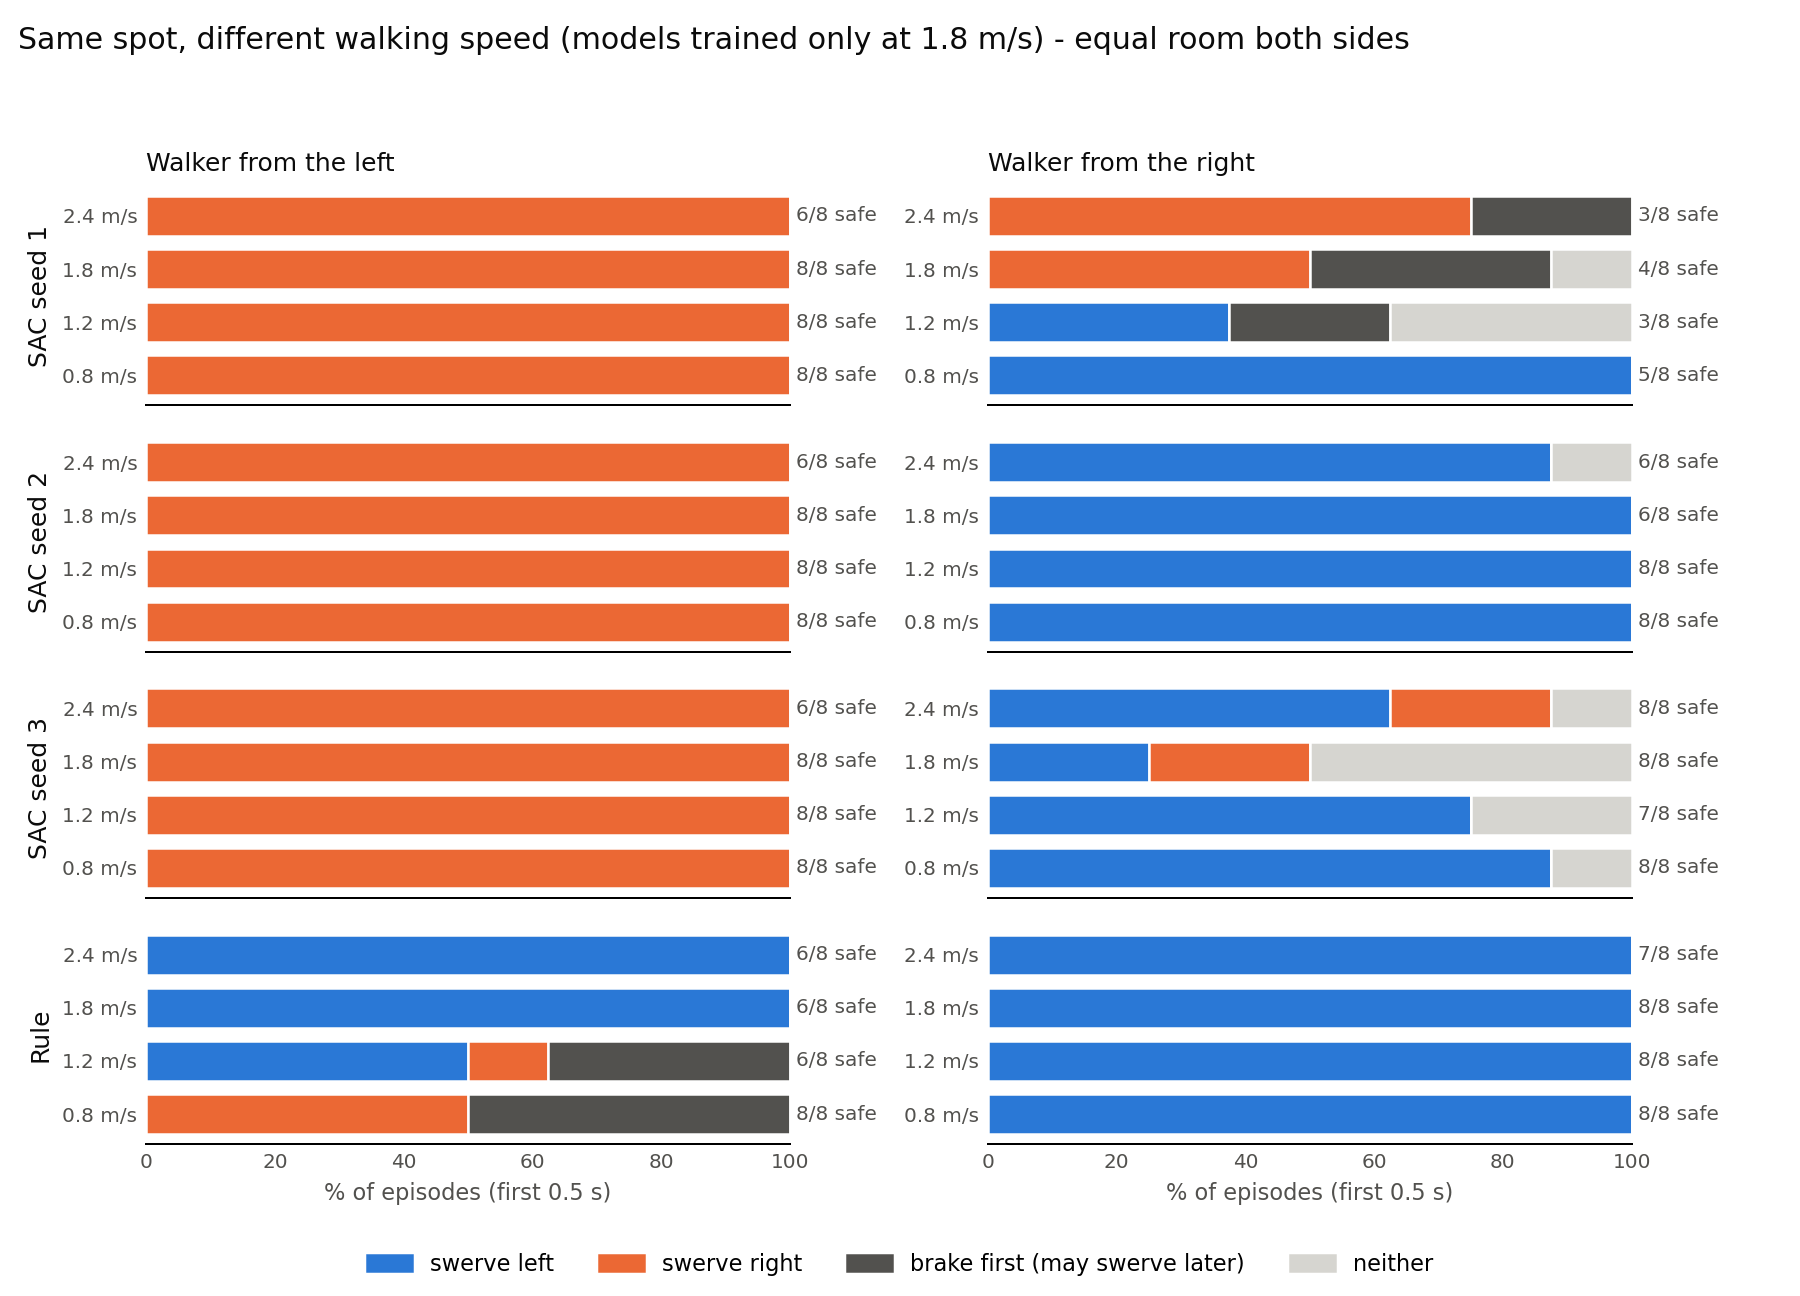 Same spot, different walking speed (models trained only at 1.8 m/s) - equal room both sides
Walker from the left
Walker from the right
SAC seed 1
2.4 m/s 6/8 safe 2.4 m/s 3/8 safe
1.8 m/s 8/8 safe 1.8 m/s 4/8 safe
1.2 m/s 8/8 safe 1.2 m/s 3/8 safe
0.8 m/s 8/8 safe 0.8 m/s 5/8 safe
SAC seed 2
2.4 m/s 6/8 safe 2.4 m/s 6/8 safe
1.8 m/s 8/8 safe 1.8 m/s 6/8 safe
1.2 m/s 8/8 safe 1.2 m/s 8/8 safe
0.8 m/s 8/8 safe 0.8 m/s 8/8 safe
SAC seed 3
2.4 m/s 6/8 safe 2.4 m/s 8/8 safe
1.8 m/s 8/8 safe 1.8 m/s 8/8 safe
1.2 m/s 8/8 safe 1.2 m/s 7/8 safe
0.8 m/s 8/8 safe 0.8 m/s 8/8 safe
Rule
2.4 m/s 6/8 safe 2.4 m/s 7/8 safe
1.8 m/s 6/8 safe 1.8 m/s 8/8 safe
1.2 m/s 6/8 safe 1.2 m/s 8/8 safe
0.8 m/s 8/8 safe 0.8 m/s 8/8 safe
0 20 40 60 80 100 0 20 40 60 80 100
% of episodes (first 0.5 s) % of episodes (first 0.5 s)
swerve left swerve right brake first (may swerve later) neither